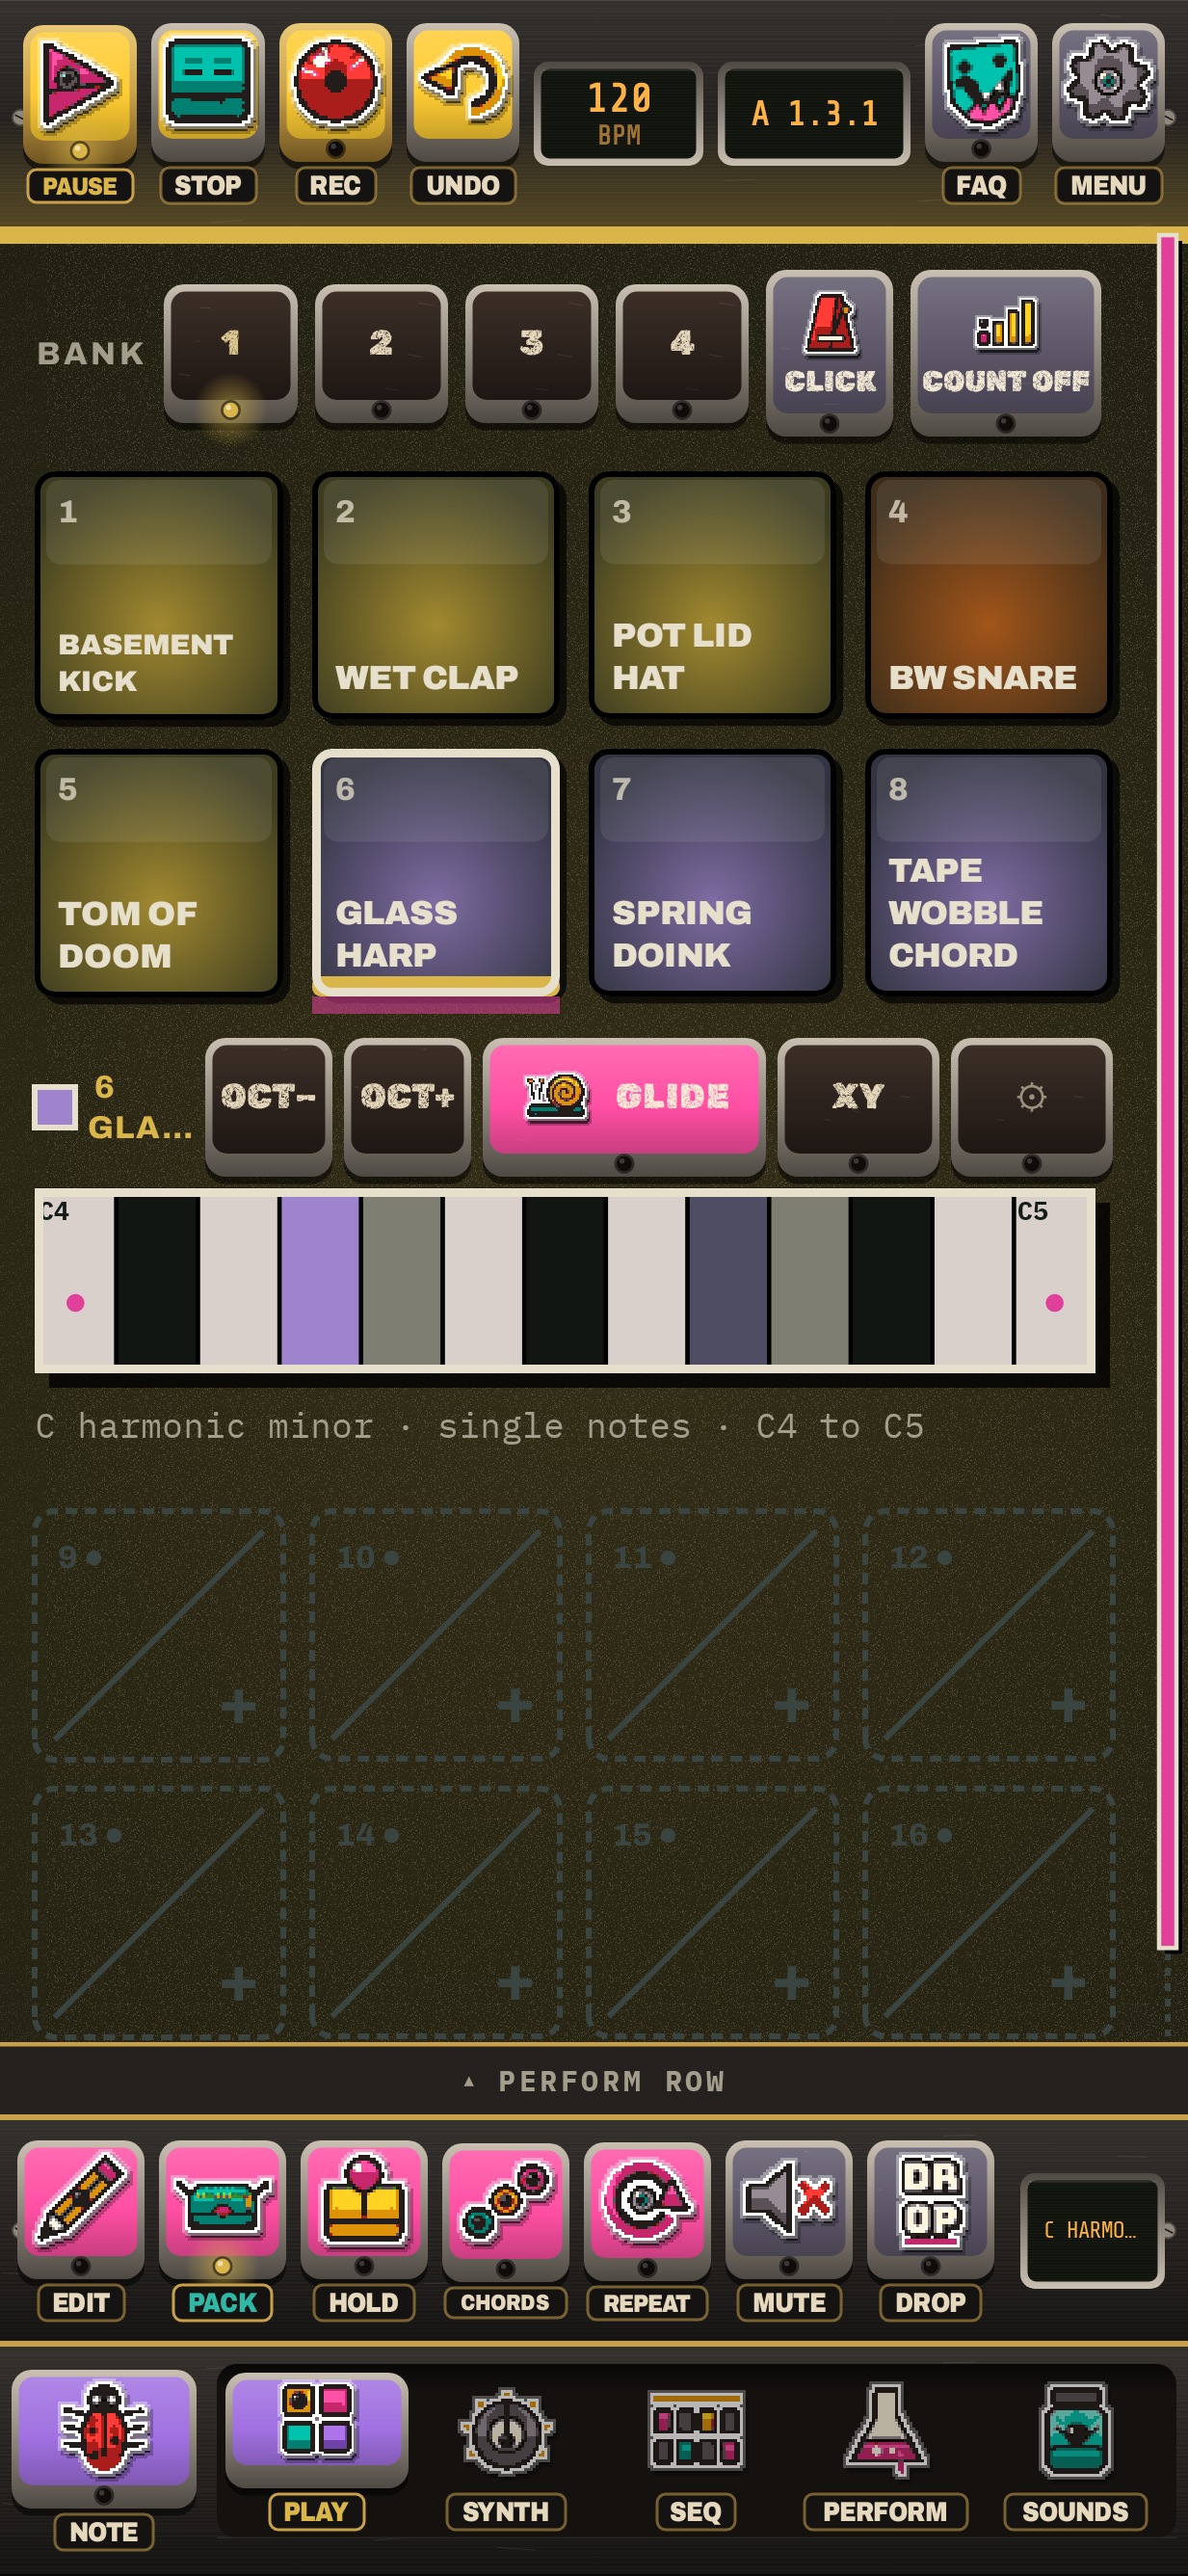 PAUSE
STOP
REC
UNDO
120
BPM
A 1.3.1
FAQ
MENU
BANK
1
2
3
4
CLICK
COUNT OFF
1
BASEMENT
KICK
2
WET CLAP
3
POT LID
HAT
4
BW SNARE
5
TOM OF
DOOM
6
GLASS
HARP
7
SPRING
DOINK
8
TAPE
WOBBLE
CHORD
6
GLA...
OCT-
OCT+
GLIDE
XY
C4
C5
C harmonic minor · single notes · C4 to C5
9
10
11
12
13
14
15
16
▲ PERFORM ROW
DR
OP
C HARMO...
EDIT
PACK
HOLD
CHORDS
REPEAT
MUTE
DROP
NOTE
PLAY
SYNTH
SEQ
PERFORM
SOUNDS